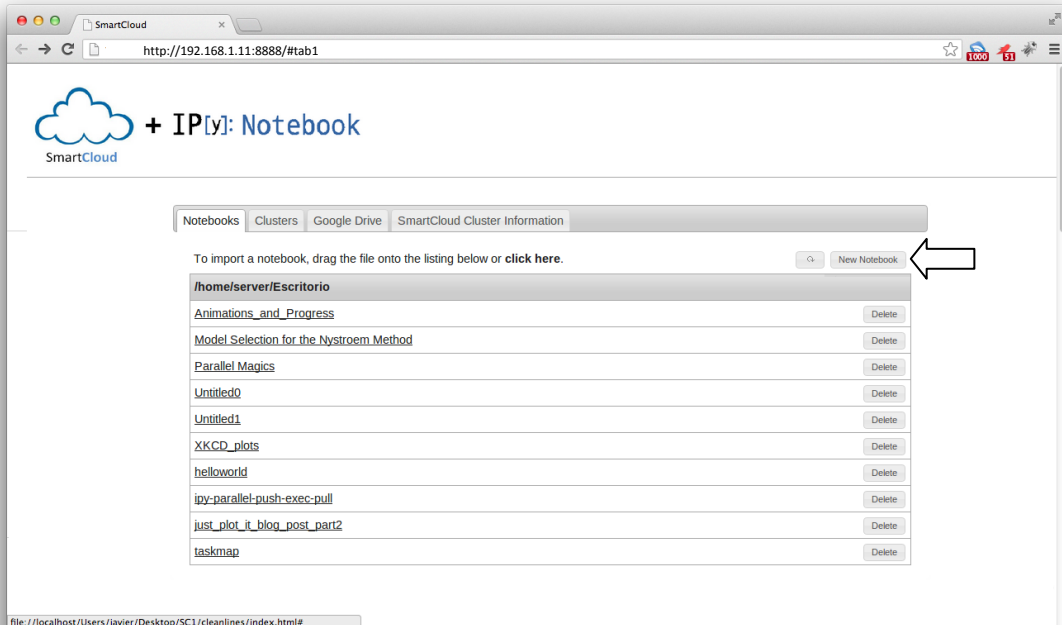 SmartCloud
http://192.168.1.11:8888/#tab1
1000
51
+ IP[y]: Notebook
SmartCloud
Notebooks Clusters Google Drive SmartCloud Cluster Information
To import a notebook, drag the file onto the listing below or click here. New Notebook
/home/server/Escritorio
Animations_and_Progress Delete
Model Selection for the Nystroem Method Delete
Parallel Magics Delete
Untitled0 Delete
Untitled1 Delete
XKCD_plots Delete
helloworld Delete
ipy-parallel-push-exec-pull Delete
just_plot_it_blog_post_part2 Delete
taskmap Delete
file://localhost/Users/javier/Desktop/SC1/cleanlines/index.html#